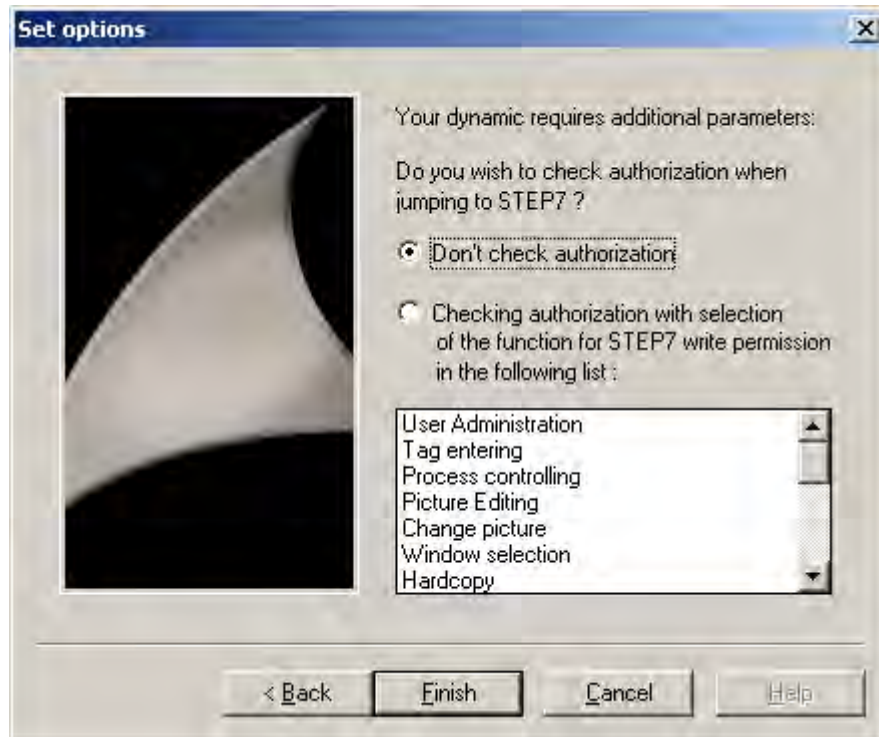 Set options
Your dynamic requires additional parameters:
Do you wish to check authorization when
jumping to STEP7 ?
Don't check authorization
Checking authorization with selection
of the function for STEP7 write permission
in the following list :
User Administration
Tag entering
Process controlling
Picture Editing
Change picture
Window selection
Hardcopy
< Back
Finish
Cancel
Help